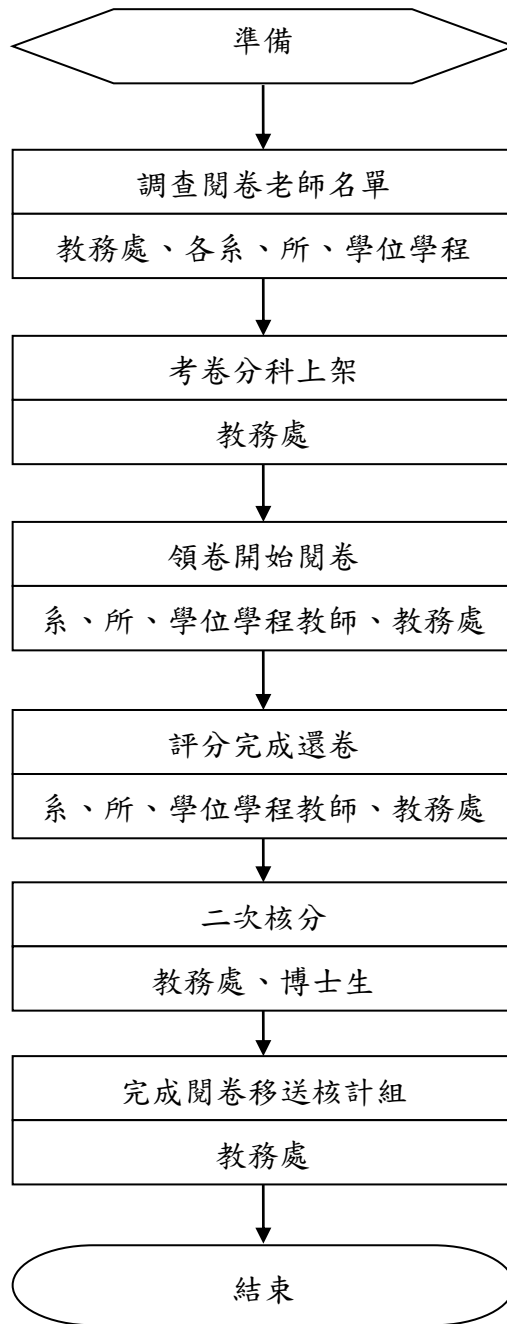 準備
調查閱卷老師名單
教務處、各系、所、學位學程
考卷分科上架
教務處
領卷開始閱卷
系、所、學位學程教師、教務處
評分完成還卷
系、所、學位學程教師、教務處
二次核分
教務處、博士生
完成閱卷移送核計組
教務處
結束